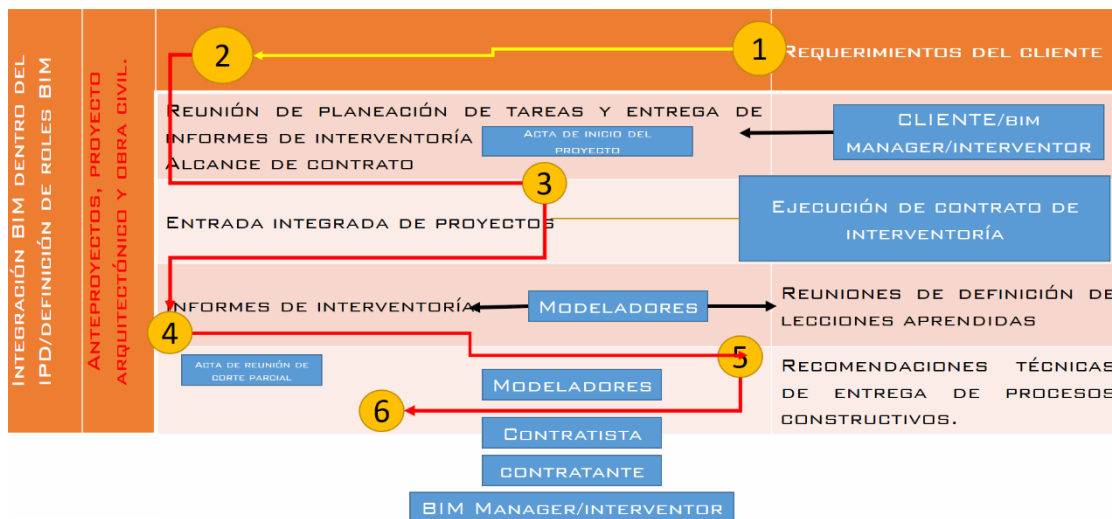 INTEGRACIÓN BIM DENTRO DEL
IPD/DEFINICIÓN DE ROLES BIM
ANTEPROYECTOS, PROYECTO
ARQUITECTÓNICO Y OBRA CIVIL.
2
1
REQUERIMIENTOS DEL CLIENTE
REUNIÓN DE PLANEACIÓN DE TAREAS Y ENTREGA DE
INFORMES DE INTERVENTORÍA
ALCANCE DE CONTRATO
ACTA DE INICIO DEL
PROYECTO
CLIENTE/BIM
MANAGER/INTERVENTOR
3
ENTRADA INTEGRADA DE PROYECTOS
EJECUCIÓN DE CONTRATO DE
INTERVENTORÍA
INFORMES DE INTERVENTORÍA
MODELADORES
REUNIONES DE DEFINICIÓN DE
LECCIONES APRENDIDAS
4
ACTA DE REUNIÓN DE
CORTE PARCIAL
5
MODELADORES
RECOMENDACIONES TÉCNICAS
DE ENTREGA DE PROCESOS
CONSTRUCTIVOS.
6
CONTRATISTA
CONTRATANTE
BIM MANAGER/INTERVENTOR